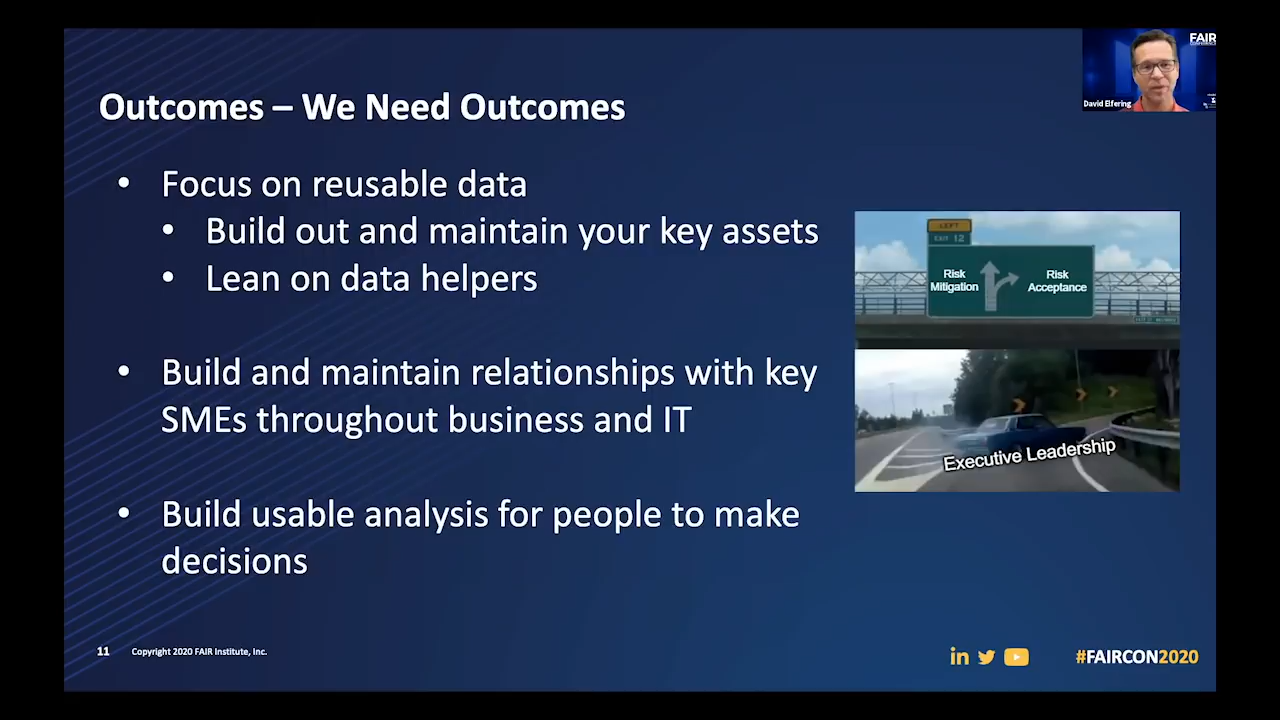 FAIR
David Elfering
Outcomes – We Need Outcomes
• Focus on reusable data
• Build out and maintain your key assets
• Lean on data helpers
• Build and maintain relationships with key
SMEs throughout business and IT
• Build usable analysis for people to make
decisions
LEFT
EXIT 12
Risk
Mitigation
Risk
Acceptance
Executive Leadership
11
Copyright 2020 FAIR Institute, Inc.
in
#FAIRCON2020